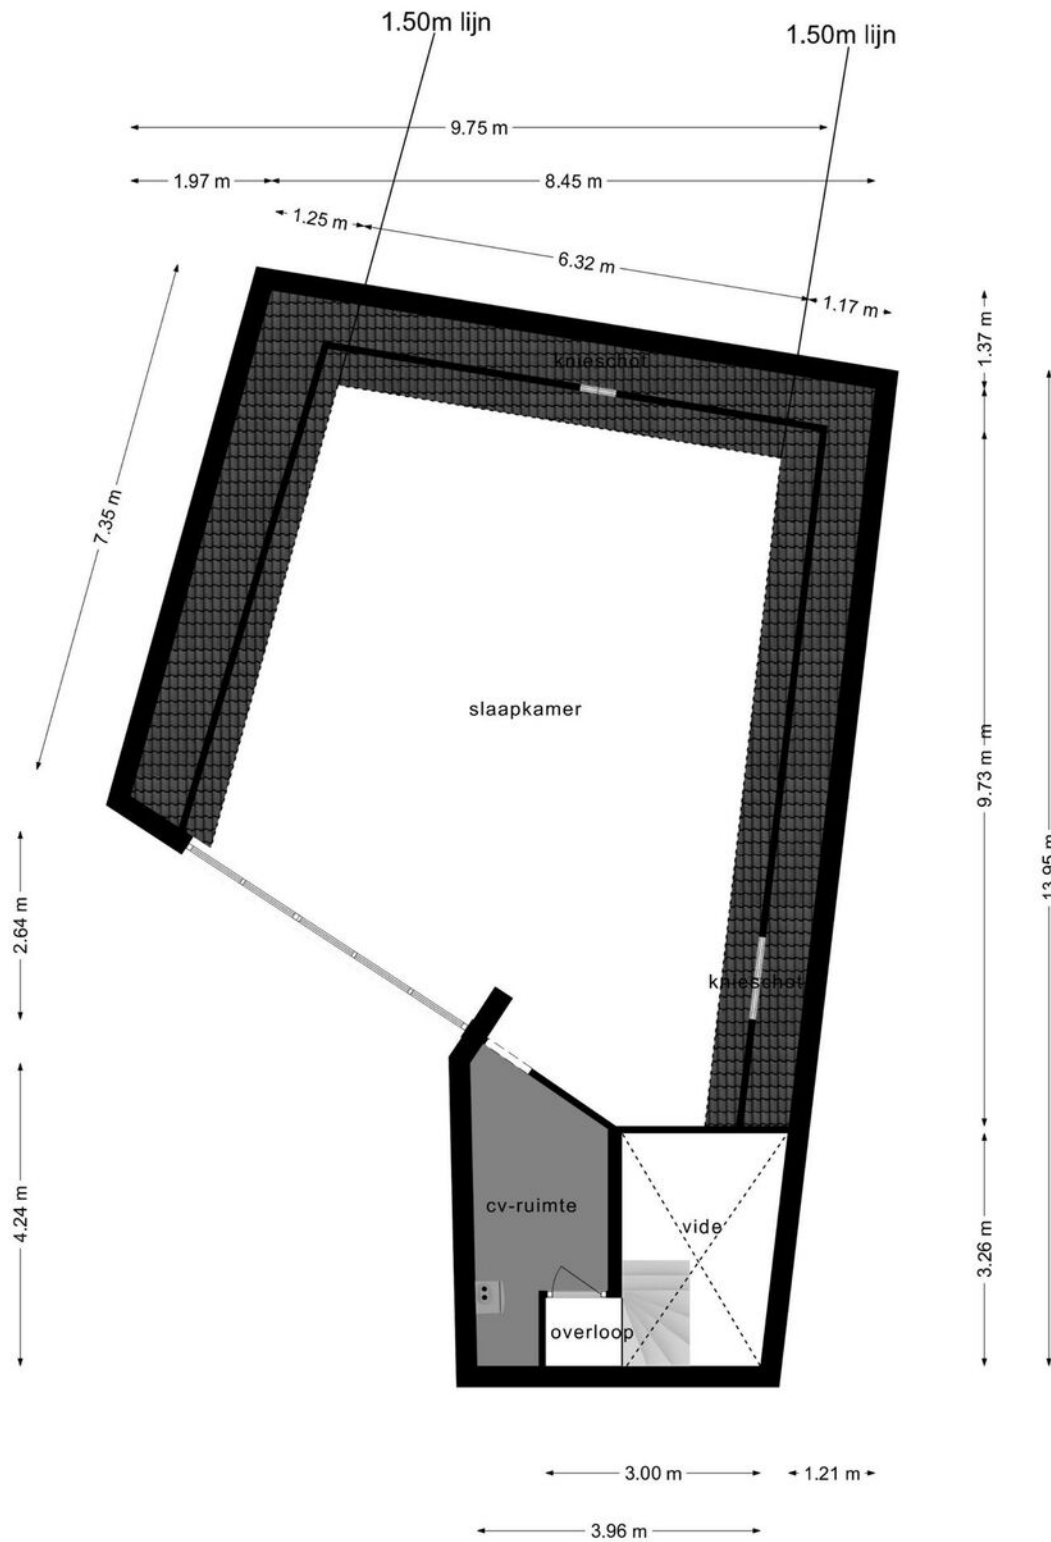 1.50m lijn
1.50m lijn
9.75 m
1.97 m
8.45 m
1.25 m
6.32 m
1.17 m
1.37 m
knieschot
7.35 m
slaapkamer
9.73 m
13.95 m
2.64 m
knieschot
4.24 m
cv-ruimte
vide
3.26 m
overloop
3.00 m
1.21 m
3.96 m